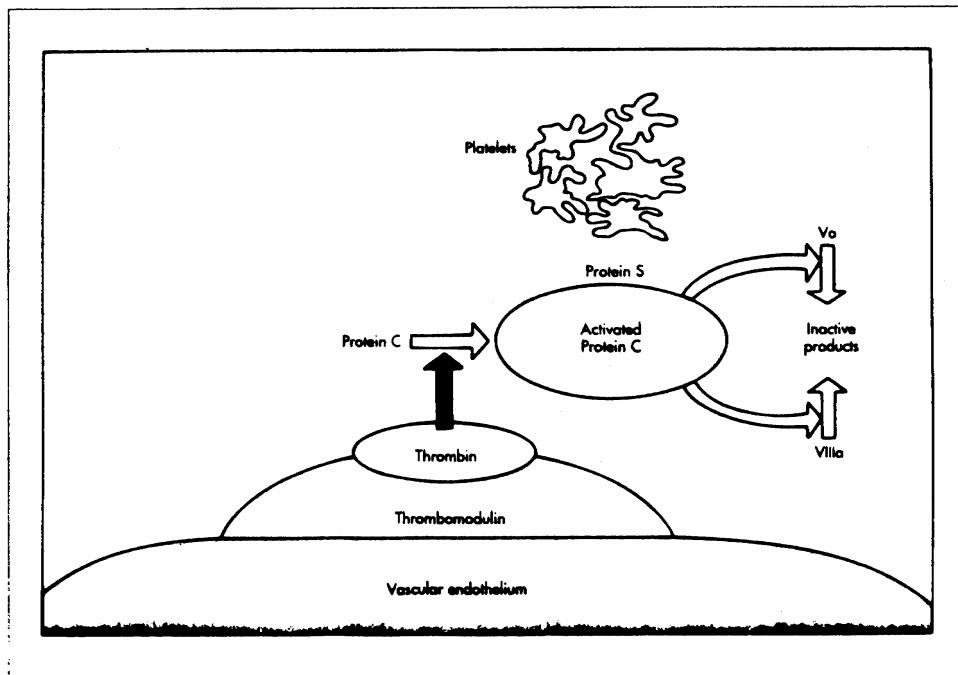 Platelets
Va
Protein S
Protein C
Activated
Protein C
Inactive
products
VIIIa
Thrombin
Thrombomodulin
Vascular endothelium